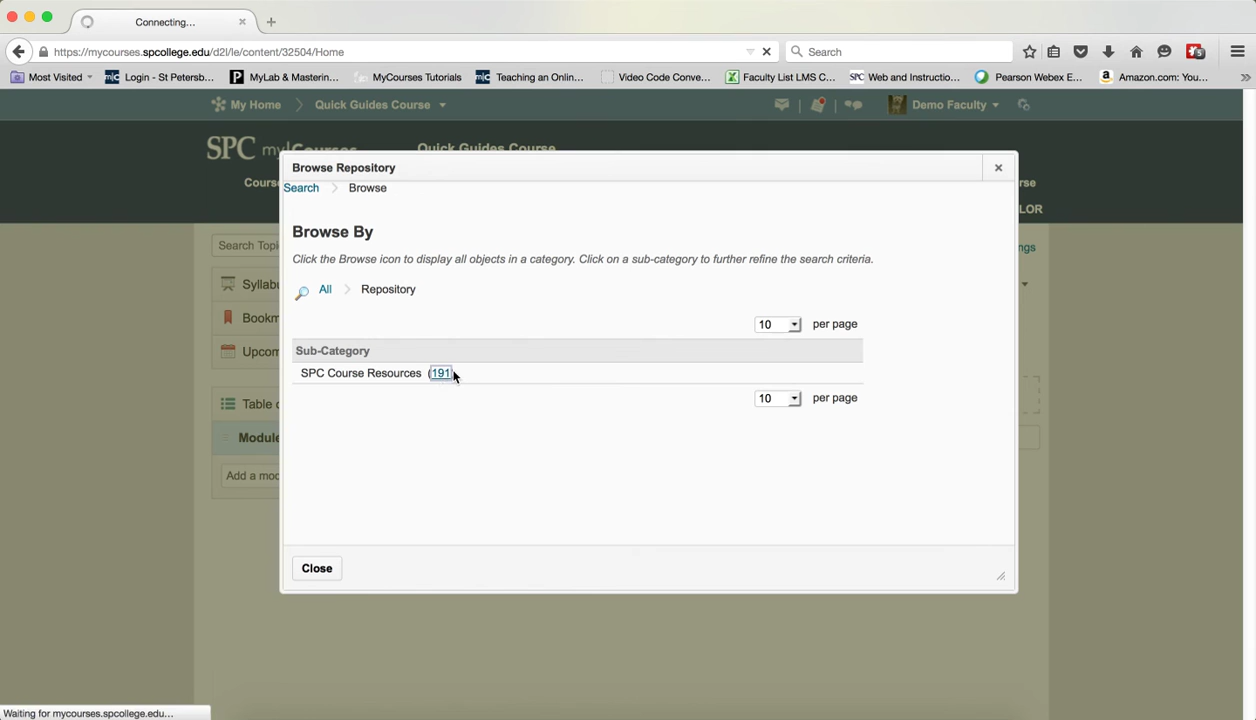 Connecting...
https://mycourses.spcollege.edu/d2l/le/content/32504/Home
Search
Most Visited
Login - St Petersb...
MyLab & Masterin...
MyCourses Tutorials
Teaching an Onlin...
Video Code Conve...
Faculty List LMS C...
Web and Instructio...
Pearson Webex E...
Amazon.com: You...
My Home
Quick Guides Course
Demo Faculty
SPC my Courses
Quick Guides Course
Browse Repository
Search
Browse
Browse By
Click the Browse icon to display all objects in a category. Click on a sub-category to further refine the search criteria.
All
Repository
10 per page
Sub-Category
SPC Course Resources (191)
10 per page
Close
Search Topi
Syllabu
Bookm
Upcom
Table
Module
Add a mod
Waiting for mycourses.spcollege.edu...